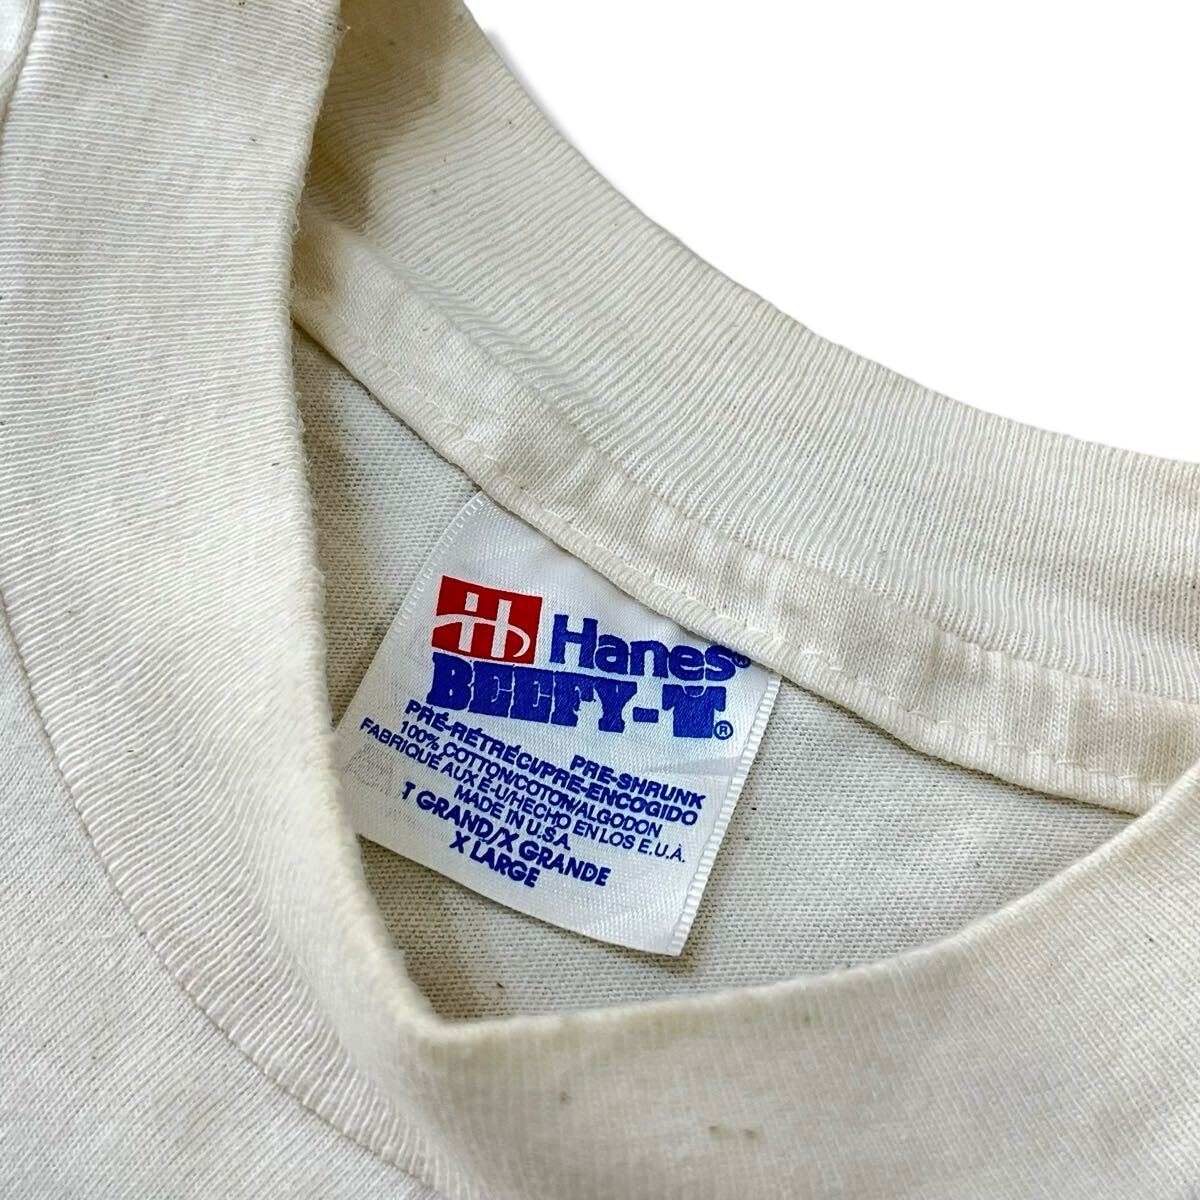 H Hanes®
BEEFY-T®
PRE-SHRUNK
PRÉ-RÉTRÉCI/PRE-ENCOGIDO
100% COTTON/COTON/ALGODON
FABRIQUÉ AUX É-U/HECHO EN LOS E.U.A.
MADE IN U.S.A.
T GRAND/X GRANDE
X LARGE